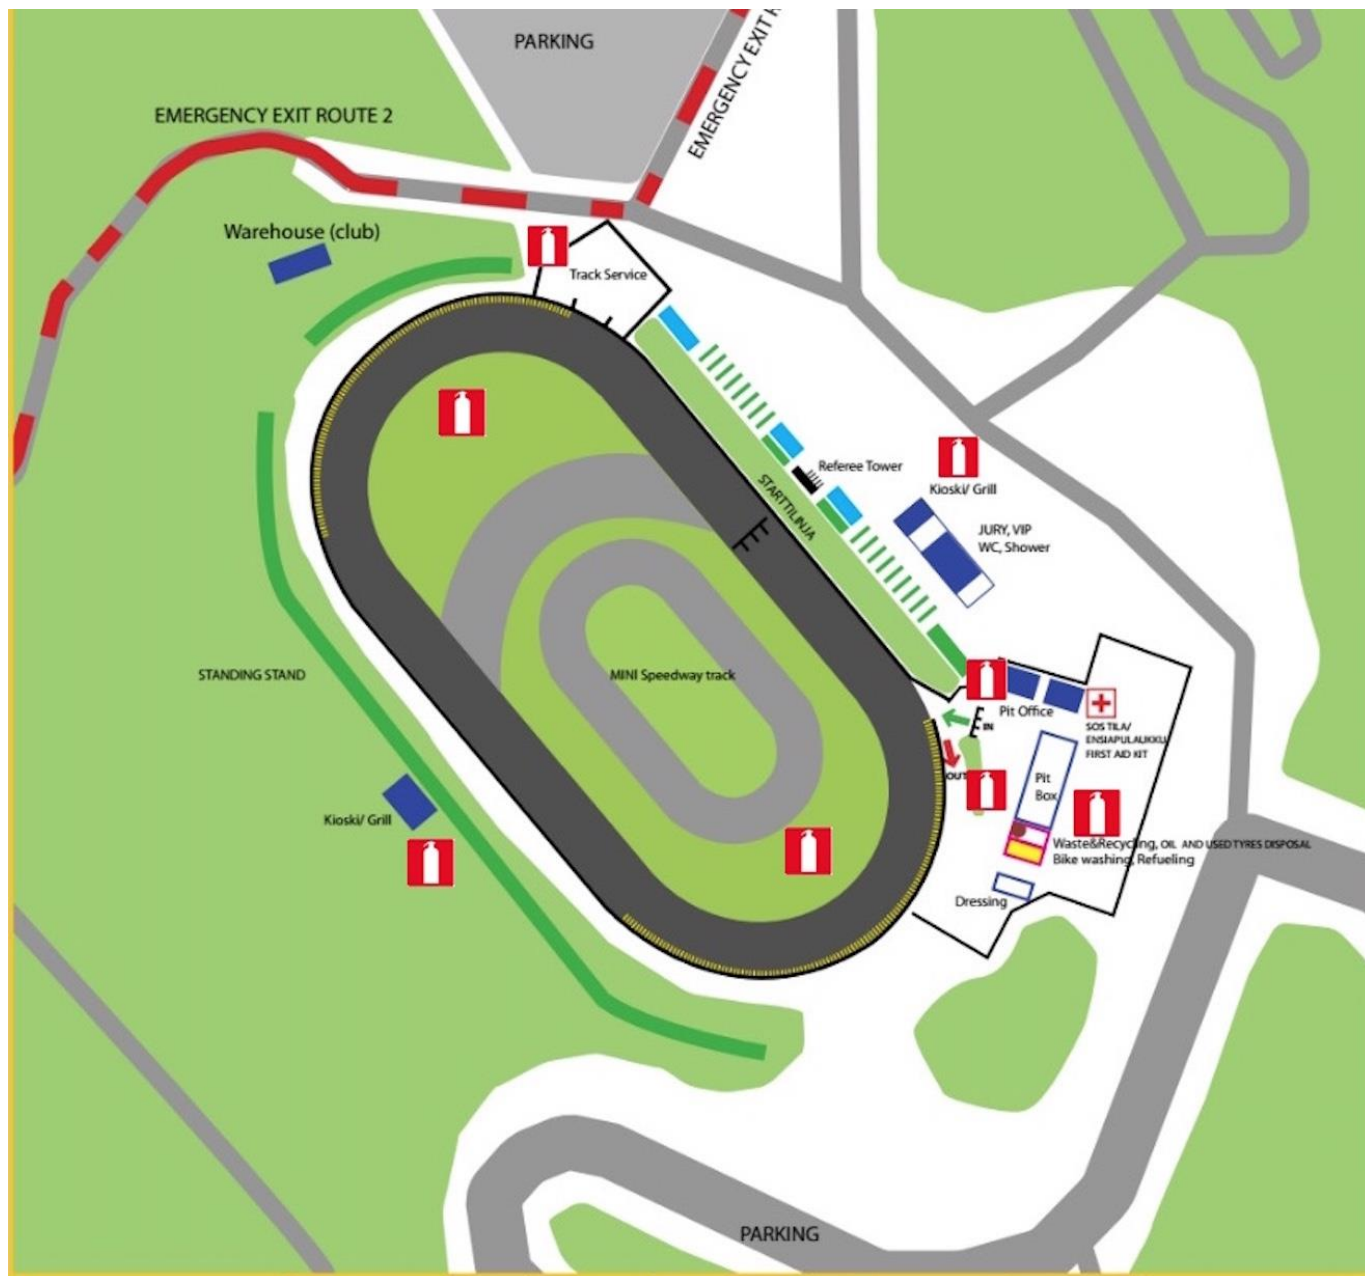 PARKING
EMERGENCY EXIT R
EMERGENCY EXIT ROUTE 2
Warehouse (club)
Track Service
Referee Tower
Kioski/ Grill
STARTTILINJA
JURY, VIP
WC, Shower
STANDING STAND
MINI Speedway track
Pit Office
IN
SOS TILA/
ENSIAPULAUKKU
FIRST AID KIT
OUT
Pit
Box
Kioski/ Grill
Waste&Recycling, OIL AND USED TYRES DISPOSAL
Bike washing, Refueling
Dressing
PARKING